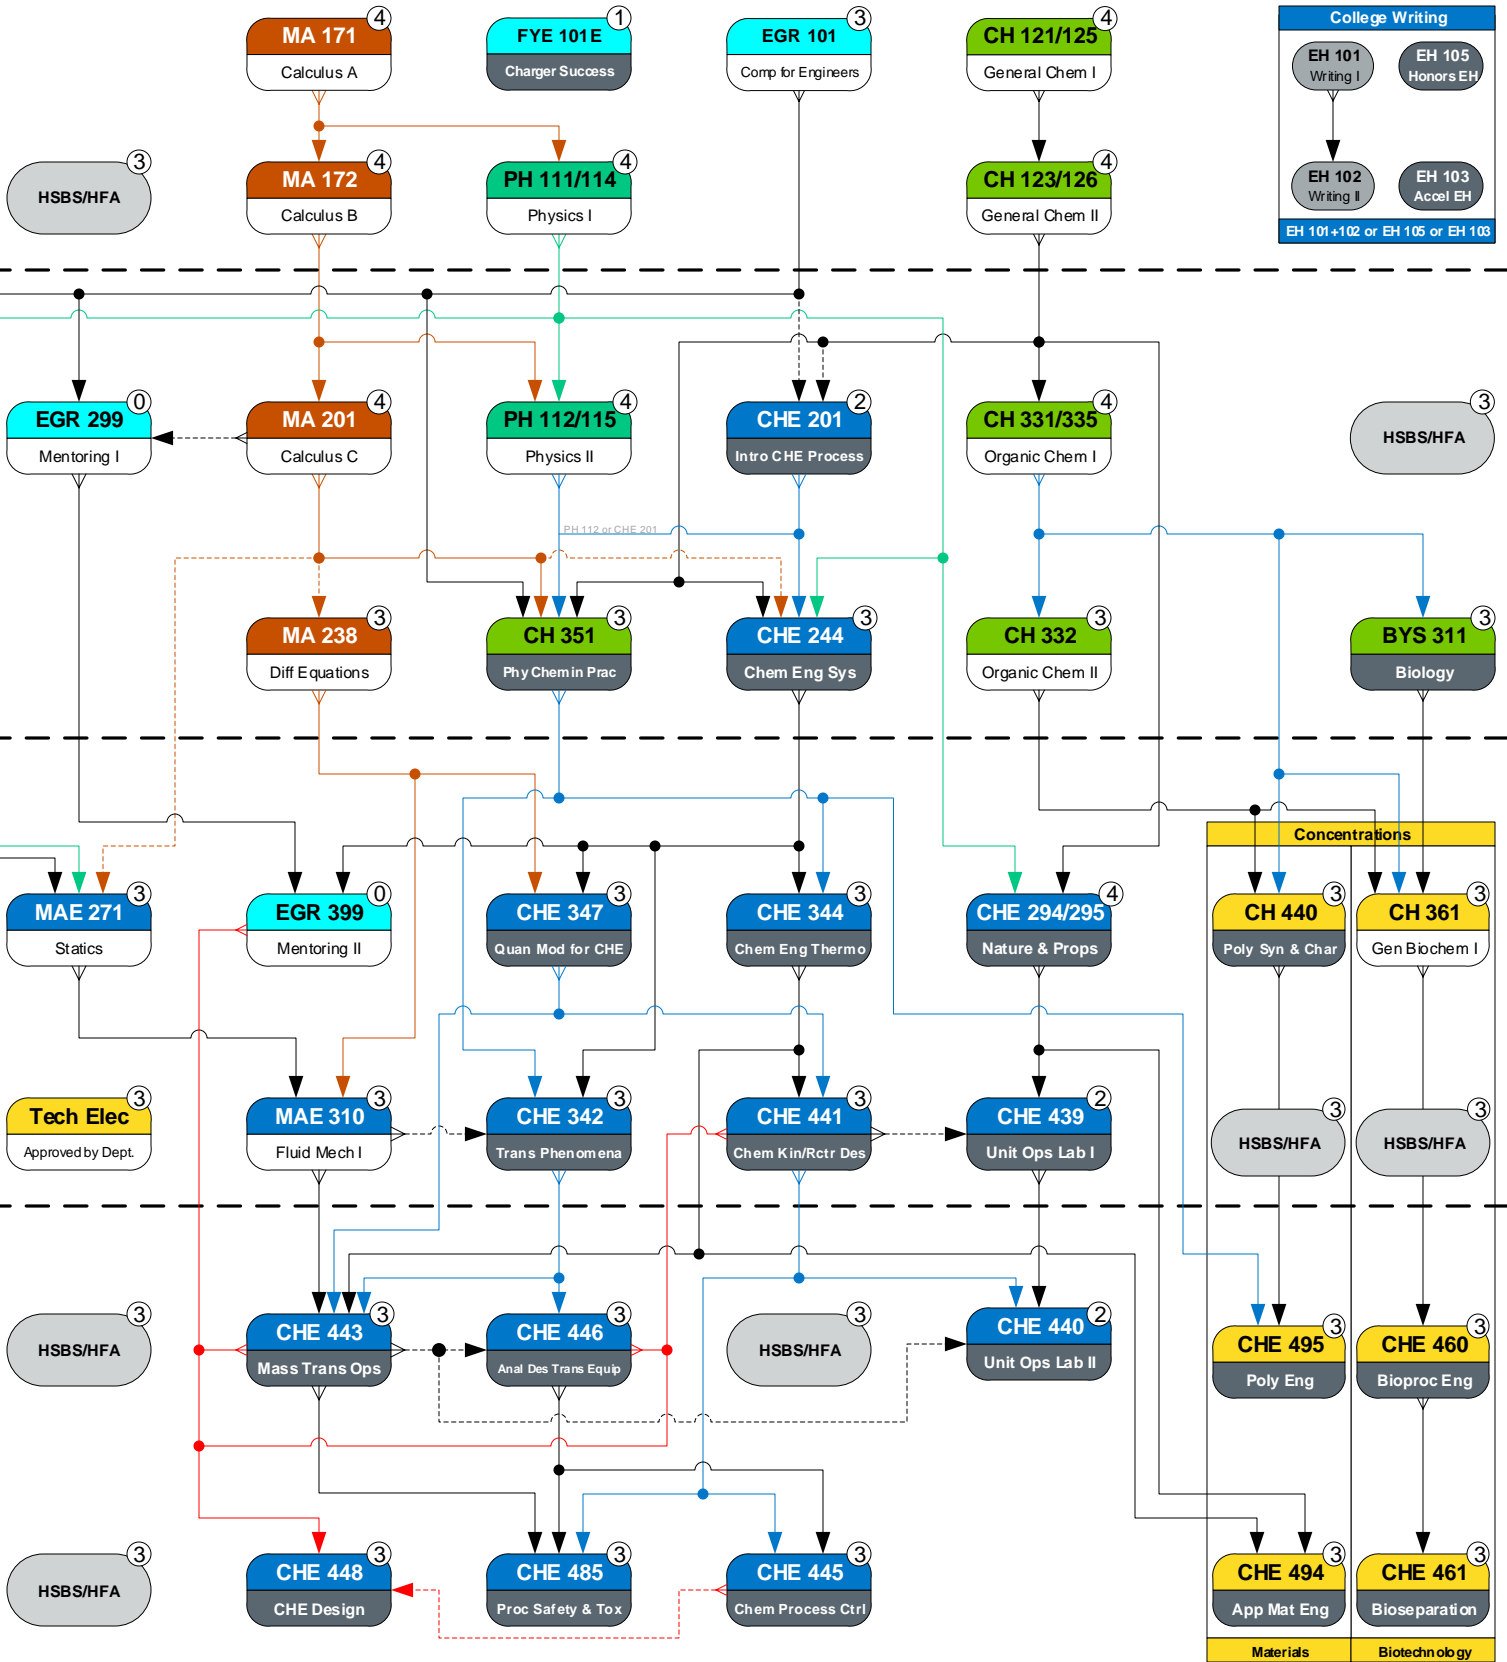 MA 171
4
Calculus A
FYE 101E
1
Charger Success
EGR 101
3
Comp for Engineers
CH 121/125
4
General Chem I
College Writing
EH 101
Writing I
EH 105
Honors EH
EH 102
Writing II
EH 103
Accel EH
EH 101+102 or EH 105 or EH 103
HSBS/HFA
3
MA 172
4
Calculus B
PH 111/114
4
Physics I
CH 123/126
4
General Chem II
EGR 299
0
Mentoring I
MA 201
4
Calculus C
PH 112/115
4
Physics II
CHE 201
2
Intro CHE Process
CH 331/335
4
Organic Chem I
HSBS/HFA
3
PH 112 or CHE 201
MA 238
3
Diff Equations
CH 351
3
Phy Chem in Prac
CHE 244
3
Chem Eng Sys
CH 332
3
Organic Chem II
BYS 311
3
Biology
Concentrations
MAE 271
3
Statics
EGR 399
0
Mentoring II
CHE 347
3
Quan Mod for CHE
CHE 344
3
Chem Eng Thermo
CHE 294/295
4
Nature & Props
CH 440
3
Poly Syn & Char
CH 361
3
Gen Biochem I
Tech Elec
3
Approved by Dept.
MAE 310
3
Fluid Mech I
CHE 342
3
Trans Phenomena
CHE 441
3
Chem Kin/Rctr Des
CHE 439
2
Unit Ops Lab I
HSBS/HFA
3
HSBS/HFA
3
HSBS/HFA
3
CHE 443
3
Mass Trans Ops
CHE 446
3
Anal Des Trans Equip
HSBS/HFA
3
CHE 440
2
Unit Ops Lab II
CHE 495
3
Poly Eng
CHE 460
3
Bioproc Eng
HSBS/HFA
3
CHE 448
3
CHE Design
CHE 485
3
Proc Safety & Tox
CHE 445
3
Chem Process Ctrl
CHE 494
3
App Mat Eng
CHE 461
3
Bioseparation
Materials
Biotechnology